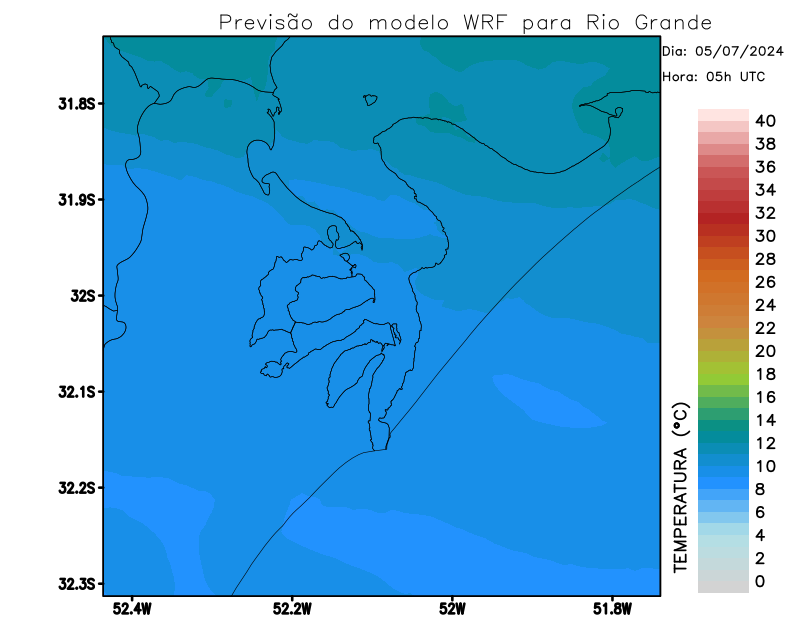 Previsão do modelo WRF para Rio Grande
Dia: 05/07/2024
Hora: 05h UTC
31.8S
31.9S
32S
32.1S
32.2S
32.3S
52.4W
52.2W
52W
51.8W
TEMPERATURA (°C)
40
38
36
34
32
30
28
26
24
22
20
18
16
14
12
10
8
6
4
2
0